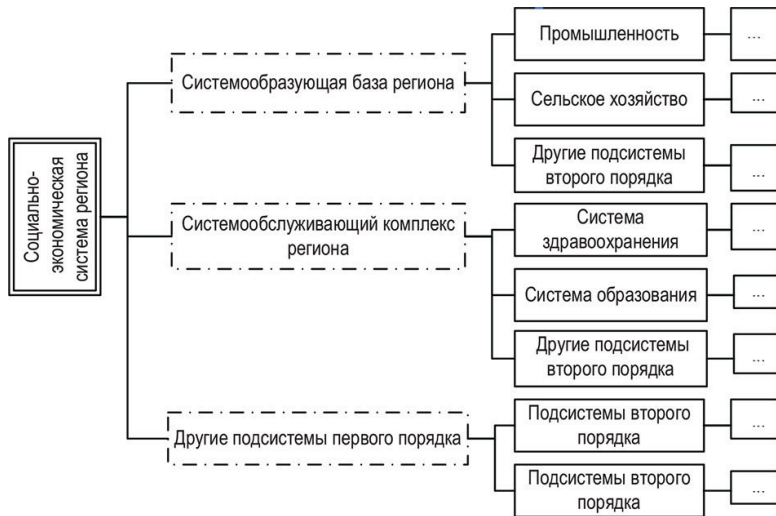 Социально-
экономическая
система региона
Системообразующая база региона
Промышленность
...
Сельское хозяйство
...
Другие подсистемы
второго порядка
...
Системообслуживающий комплекс
региона
Система
здравоохранения
...
Система образования
...
Другие подсистемы
второго порядка
...
Другие подсистемы первого порядка
Подсистемы второго
порядка
...
Подсистемы второго
порядка
...